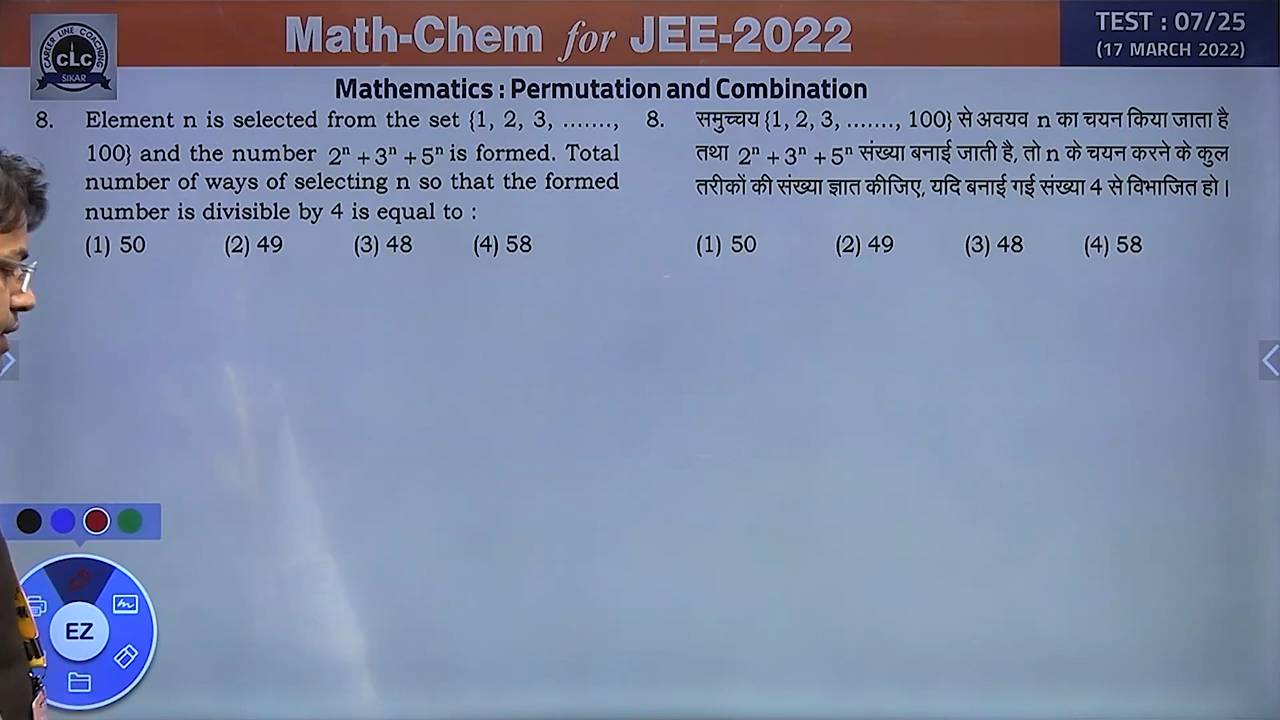 Math-Chem for JEE-2022
TEST : 07/25
(17 MARCH 2022)
CAREER LINE COACHING
CLC
SIKAR
Mathematics : Permutation and Combination
8. Element n is selected from the set {1, 2, 3, ......., 100} and the number 2ⁿ + 3ⁿ + 5ⁿ is formed. Total
number of ways of selecting n so that the formed
number is divisible by 4 is equal to :
(1) 50 (2) 49 (3) 48 (4) 58
8. समुच्चय {1, 2, 3, ......., 100} से अवयव n का चयन किया जाता है
तथा 2ⁿ + 3ⁿ + 5ⁿ संख्या बनाई जाती है, तो n के चयन करने के कुल
तरीकों की संख्या ज्ञात कीजिए, यदि बनाई गई संख्या 4 से विभाजित हो।
(1) 50 (2) 49 (3) 48 (4) 58
EZ